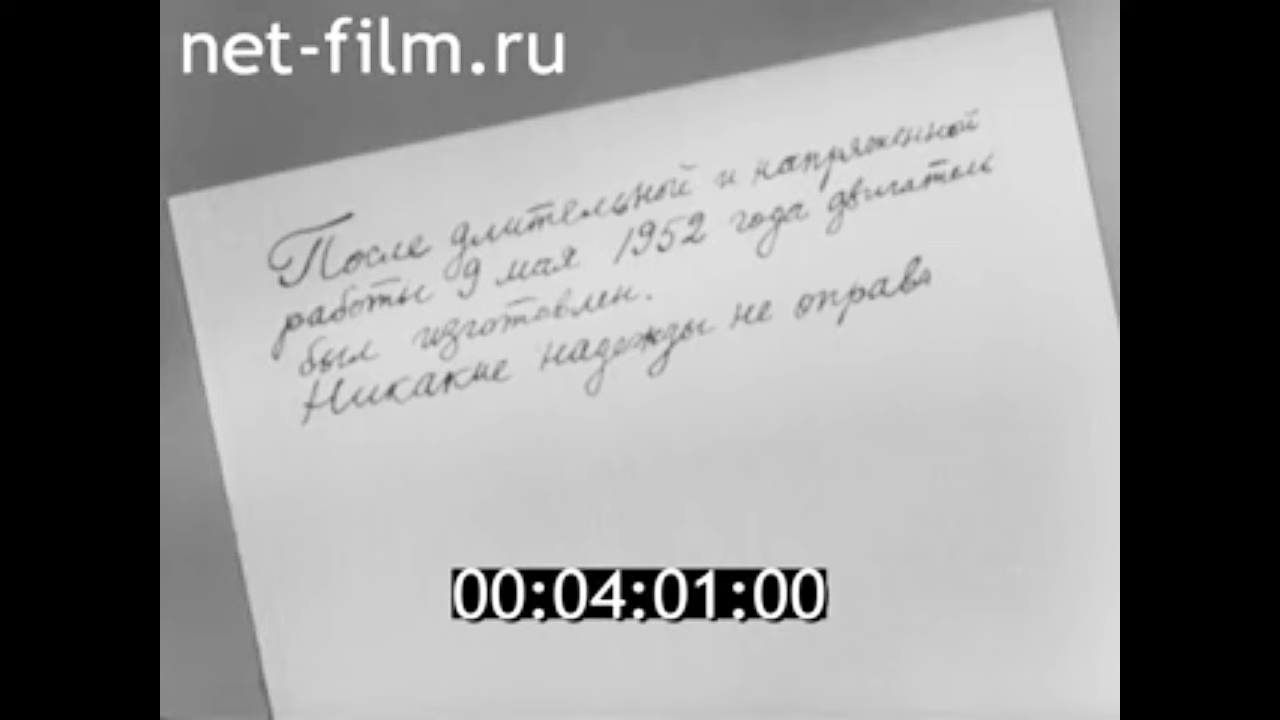 net-film.ru
После длительной и напряженной
работы 9 мая 1952 года двигатель
был изготовлен.
Никакие надежды не оправ
00:04:01:00